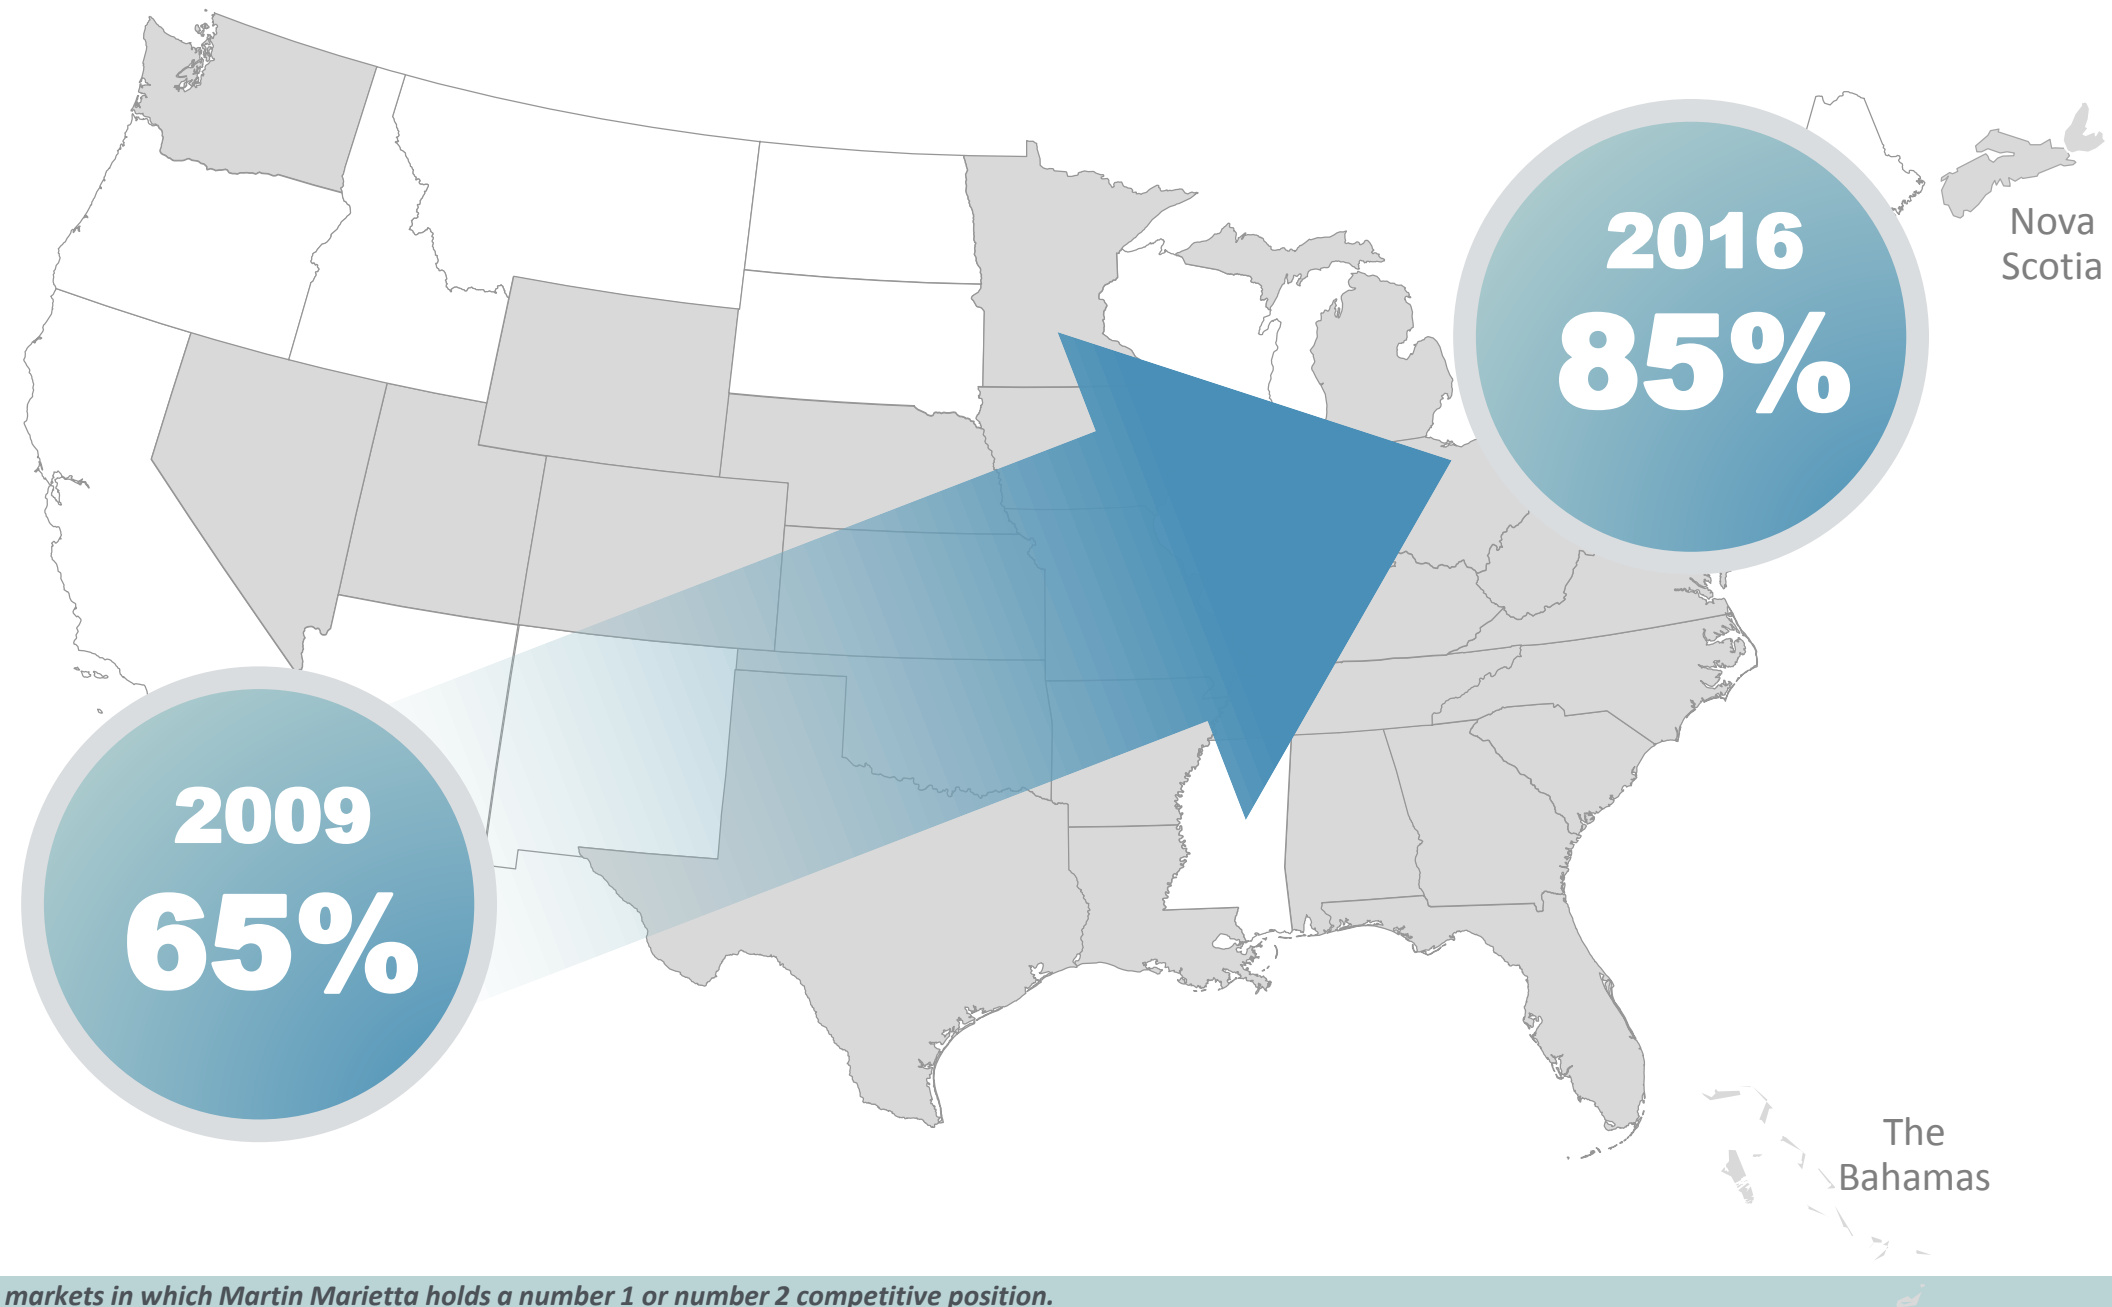 2016
85%
Nova
Scotia
2009
65%
The
Bahamas
markets in which Martin Marietta holds a number 1 or number 2 competitive position.